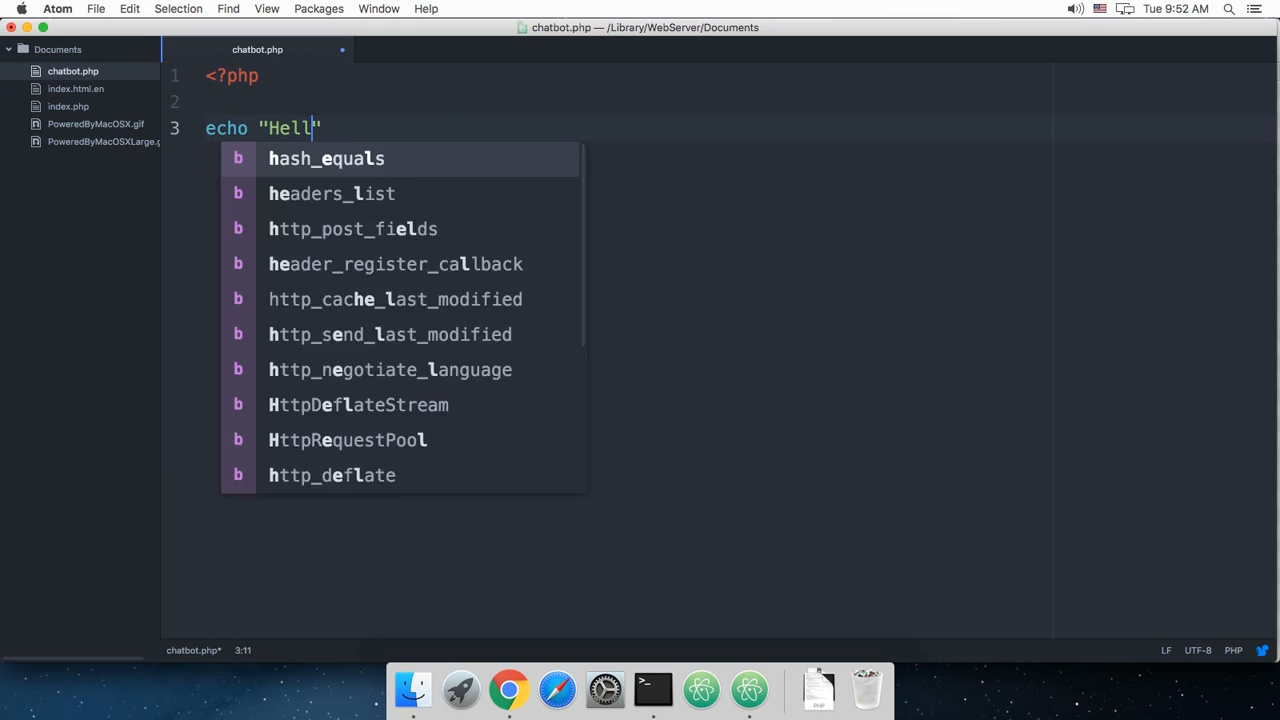 Atom File Edit Selection Find View Packages Window Help Tue 9:52 AM
chatbot.php — /Library/WebServer/Documents
Documents
chatbot.php
index.html.en
index.php
PoweredByMacOSX.gif
PoweredByMacOSXLarge.g
chatbot.php
1 <?php
2
3 echo "Hell"
b hash_equals
b headers_list
b http_post_fields
b header_register_callback
b http_cache_last_modified
b http_send_last_modified
b http_negotiate_language
b HttpDeflateStream
b HttpRequestPool
b http_deflate
chatbot.php* 3:11 LF UTF-8 PHP
>_
PHP